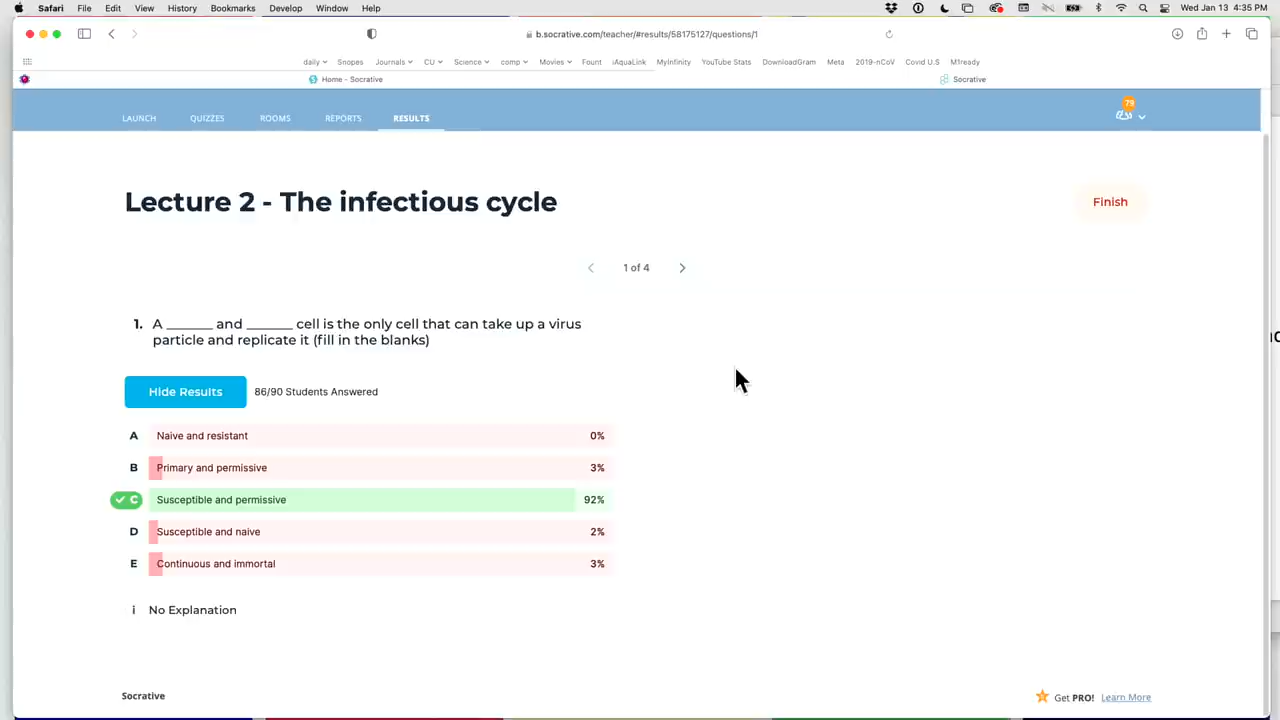 Safari File Edit View History Bookmarks Develop Window Help Wed Jan 13 4:35 PM
b.socrative.com/teacher/#results/58175127/questions/1
daily Snopes Journals CU Science comp Movies Fount iAquaLink MyInfinity YouTube Stats DownloadGram Meta 2019-nCoV Covid U.S M1ready
Home - Socrative Socrative
LAUNCH QUIZZES ROOMS REPORTS RESULTS 79
Lecture 2 - The infectious cycle Finish
1 of 4
1. A _______ and _______ cell is the only cell that can take up a virus
particle and replicate it (fill in the blanks)
Hide Results 86/90 Students Answered
A Naive and resistant 0%
B Primary and permissive 3%
C Susceptible and permissive 92%
D Susceptible and naive 2%
E Continuous and immortal 3%
i No Explanation
Socrative Get PRO! Learn More